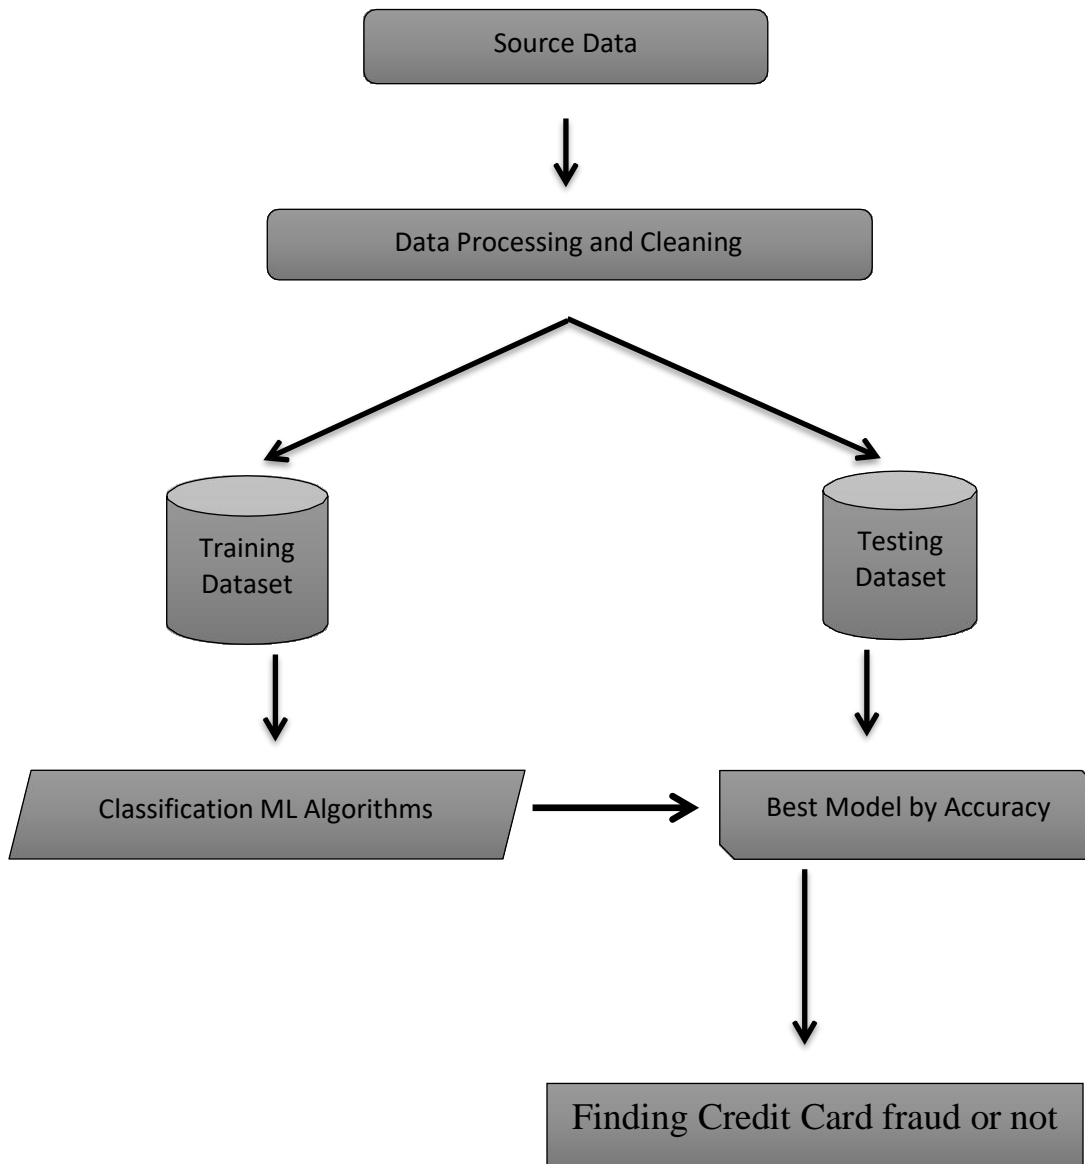 Source Data
Data Processing and Cleaning
Training
Dataset
Testing
Dataset
Classification ML Algorithms
Best Model by Accuracy
Finding Credit Card fraud or not